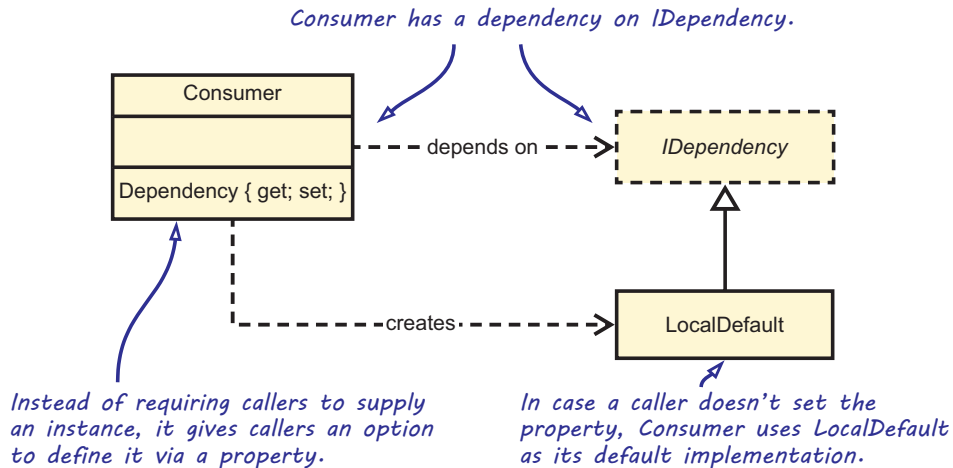 Consumer has a dependency on IDependency.
Consumer
depends on
IDependency
Dependency { get; set; }
creates
LocalDefault
Instead of requiring callers to supply
an instance, it gives callers an option
to define it via a property.
In case a caller doesn't set the
property, Consumer uses LocalDefault
as its default implementation.